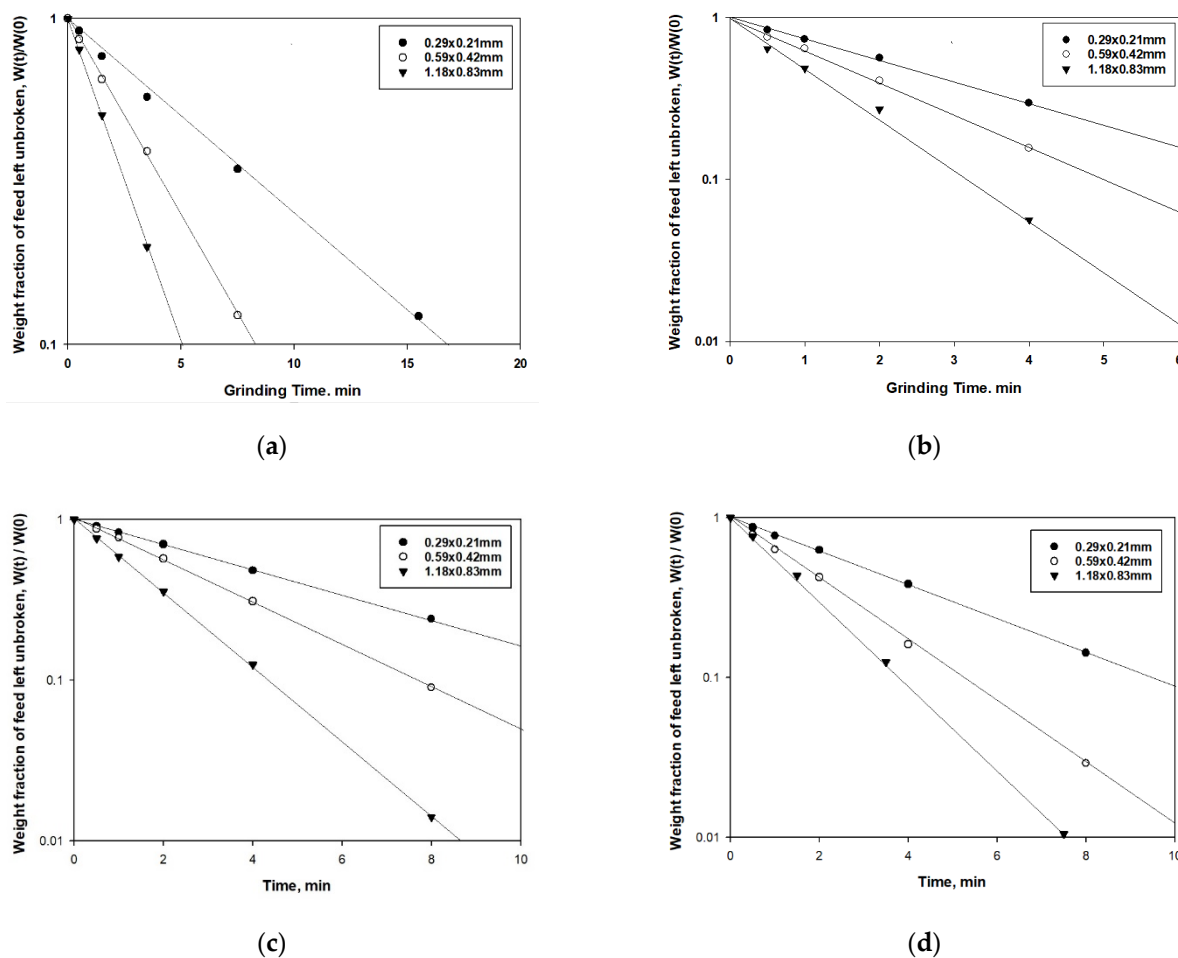 Weight fraction of feed left unbroken, W(t)/W(0)
1
0.1
0.29x0.21mm
0.59x0.42mm
1.18x0.83mm
0 5 10 15 20
Grinding Time. min
(a)
Weight fraction of feed left unbroken, W(t)/W(0)
1
0.1
0.01
0.29x0.21mm
0.59x0.42mm
1.18x0.83mm
0 1 2 3 4 5 6
Grinding Time. min
(b)
Weight fraction of feed left unbroken, W(t) / W(0)
1
0.1
0.01
0.29x0.21mm
0.59x0.42mm
1.18x0.83mm
0 2 4 6 8 10
Time, min
(c)
Weight fraction of feed left unbroken, W(t) / W(0)
1
0.1
0.01
0.29x0.21mm
0.59x0.42mm
1.18x0.83mm
0 2 4 6 8 10
Time, min
(d)